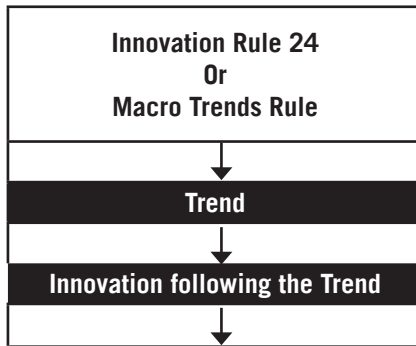 Innovation Rule 24
Or
Macro Trends Rule
Trend
Innovation following the Trend